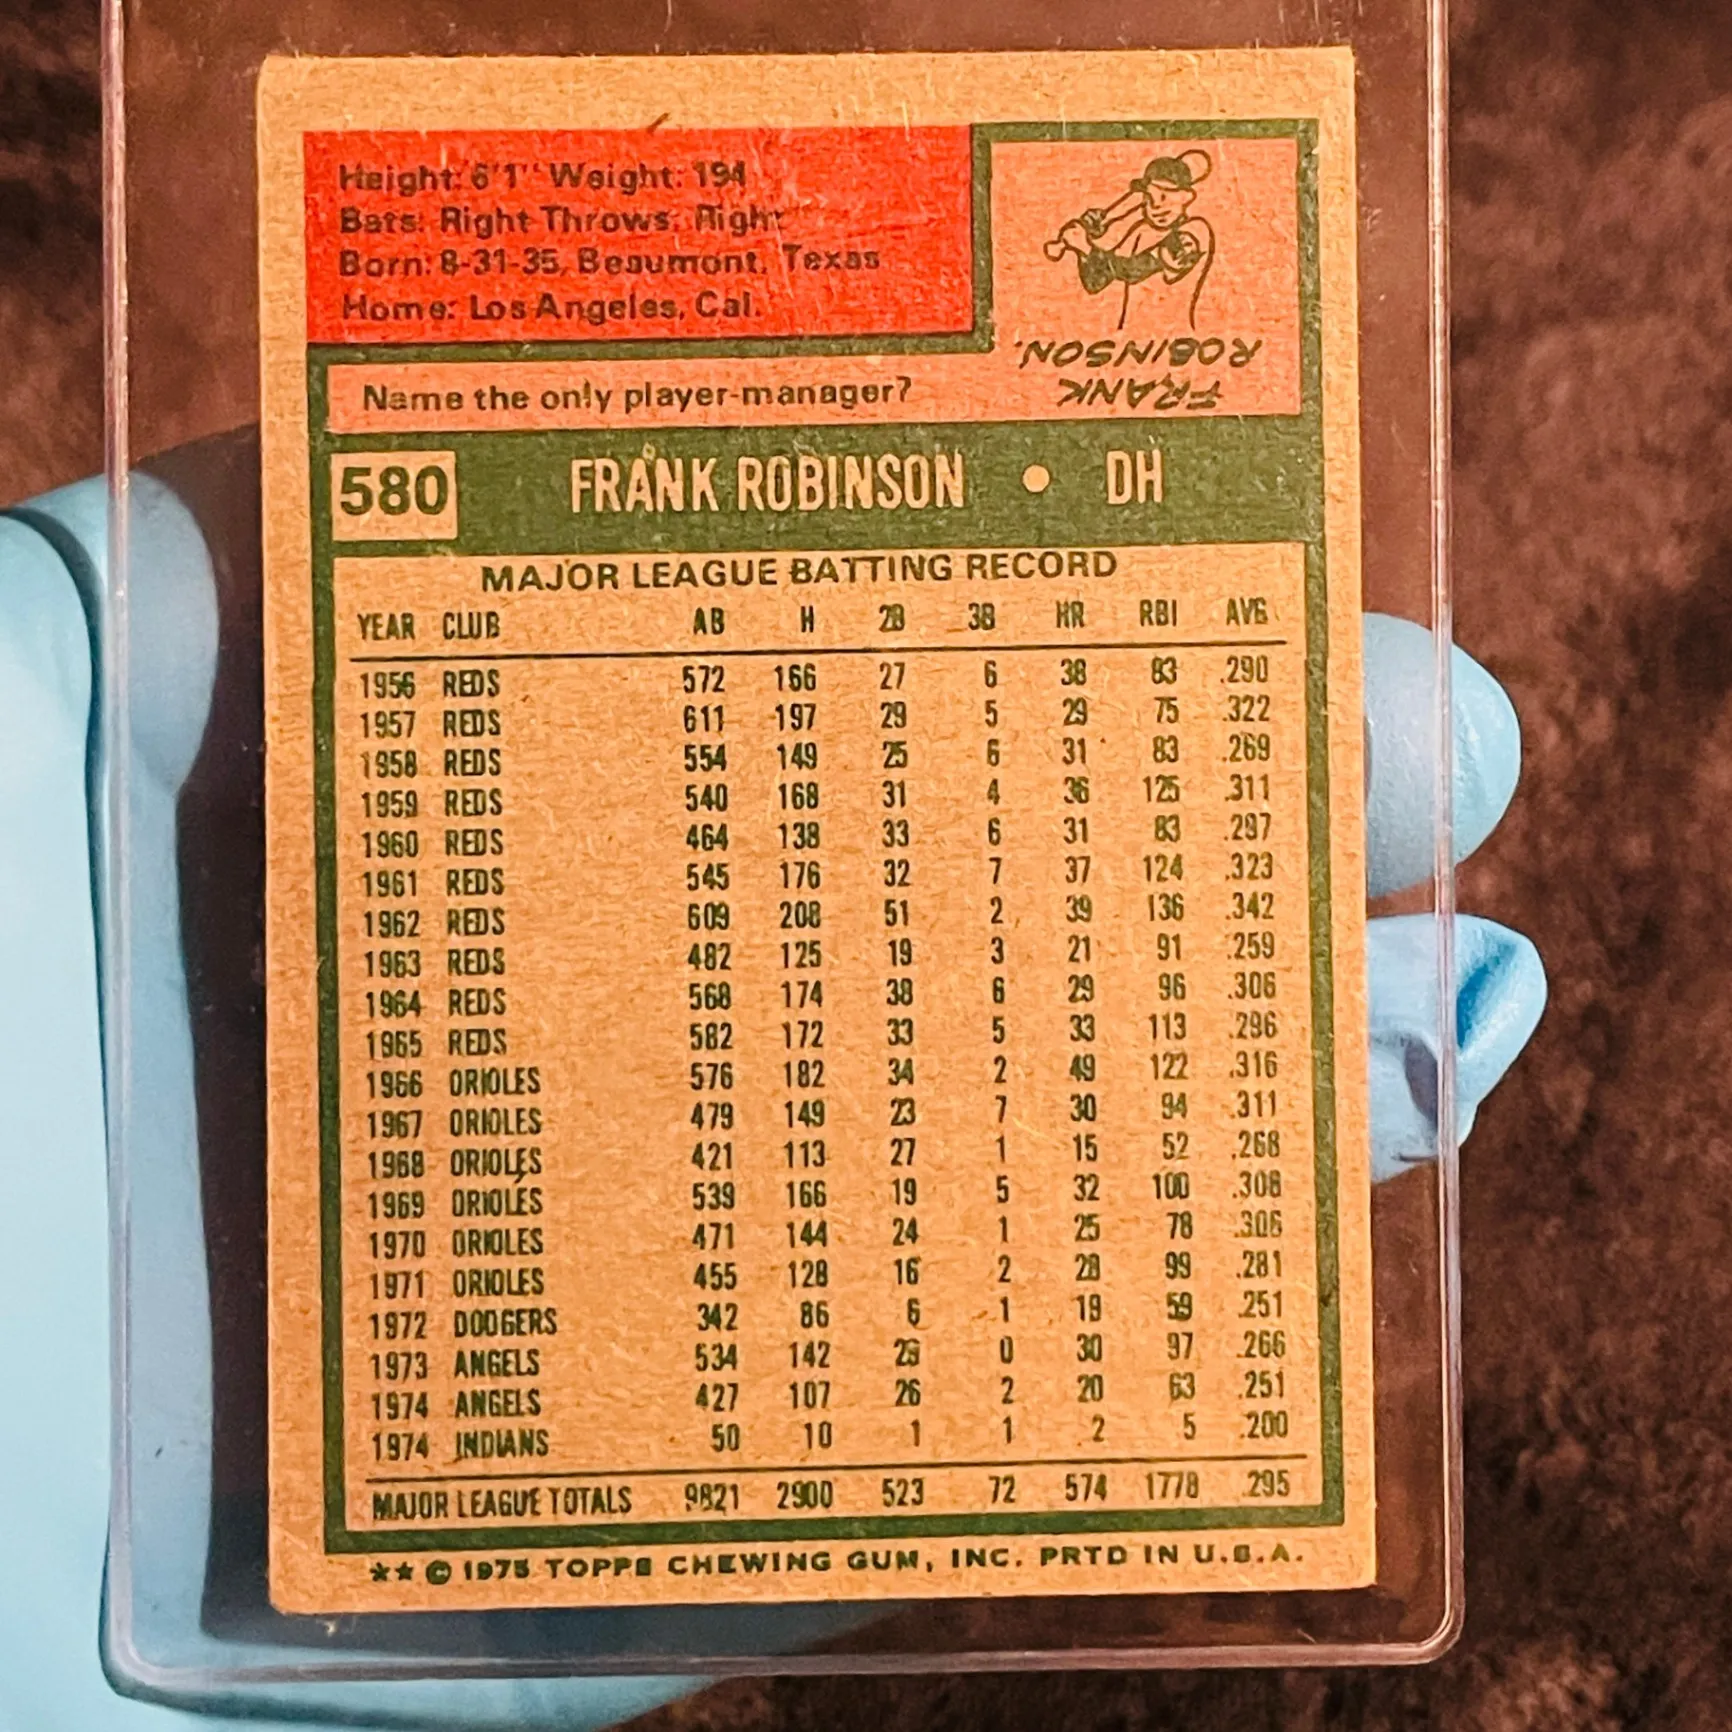 Height: 6'1" Weight: 194
Bats: Right Throws: Right
Born: 8-31-35, Beaumont, Texas
Home: Los Angeles, Cal.
Name the only player-manager?
FRANK
ROBINSON.
580 FRANK ROBINSON • DH
MAJOR LEAGUE BATTING RECORD
YEAR CLUB AB H 2B 3B HR RBI AVG
1956 REDS 572 166 27 6 38 83 .290
1957 REDS 611 197 29 5 29 75 .322
1958 REDS 554 149 25 6 31 83 .269
1959 REDS 540 168 31 4 36 125 .311
1960 REDS 464 138 33 6 31 83 .297
1961 REDS 545 176 32 7 37 124 .323
1962 REDS 609 208 51 2 39 136 .342
1963 REDS 482 125 19 3 21 91 .259
1964 REDS 568 174 38 6 29 96 .306
1965 REDS 582 172 33 5 33 113 .296
1966 ORIOLES 576 182 34 2 49 122 .316
1967 ORIOLES 479 149 23 7 30 94 .311
1968 ORIOLES 421 113 27 1 15 52 .268
1969 ORIOLES 539 166 19 5 32 100 .308
1970 ORIOLES 471 144 24 1 25 78 .306
1971 ORIOLES 455 128 16 2 28 99 .281
1972 DODGERS 342 86 6 1 19 59 .251
1973 ANGELS 534 142 29 0 30 97 .266
1974 ANGELS 427 107 26 2 20 63 .251
1974 INDIANS 50 10 1 1 2 5 .200
MAJOR LEAGUE TOTALS 9821 2900 523 72 574 1778 .295
★★ © 1975 TOPPS CHEWING GUM, INC. PRTD IN U.S.A.